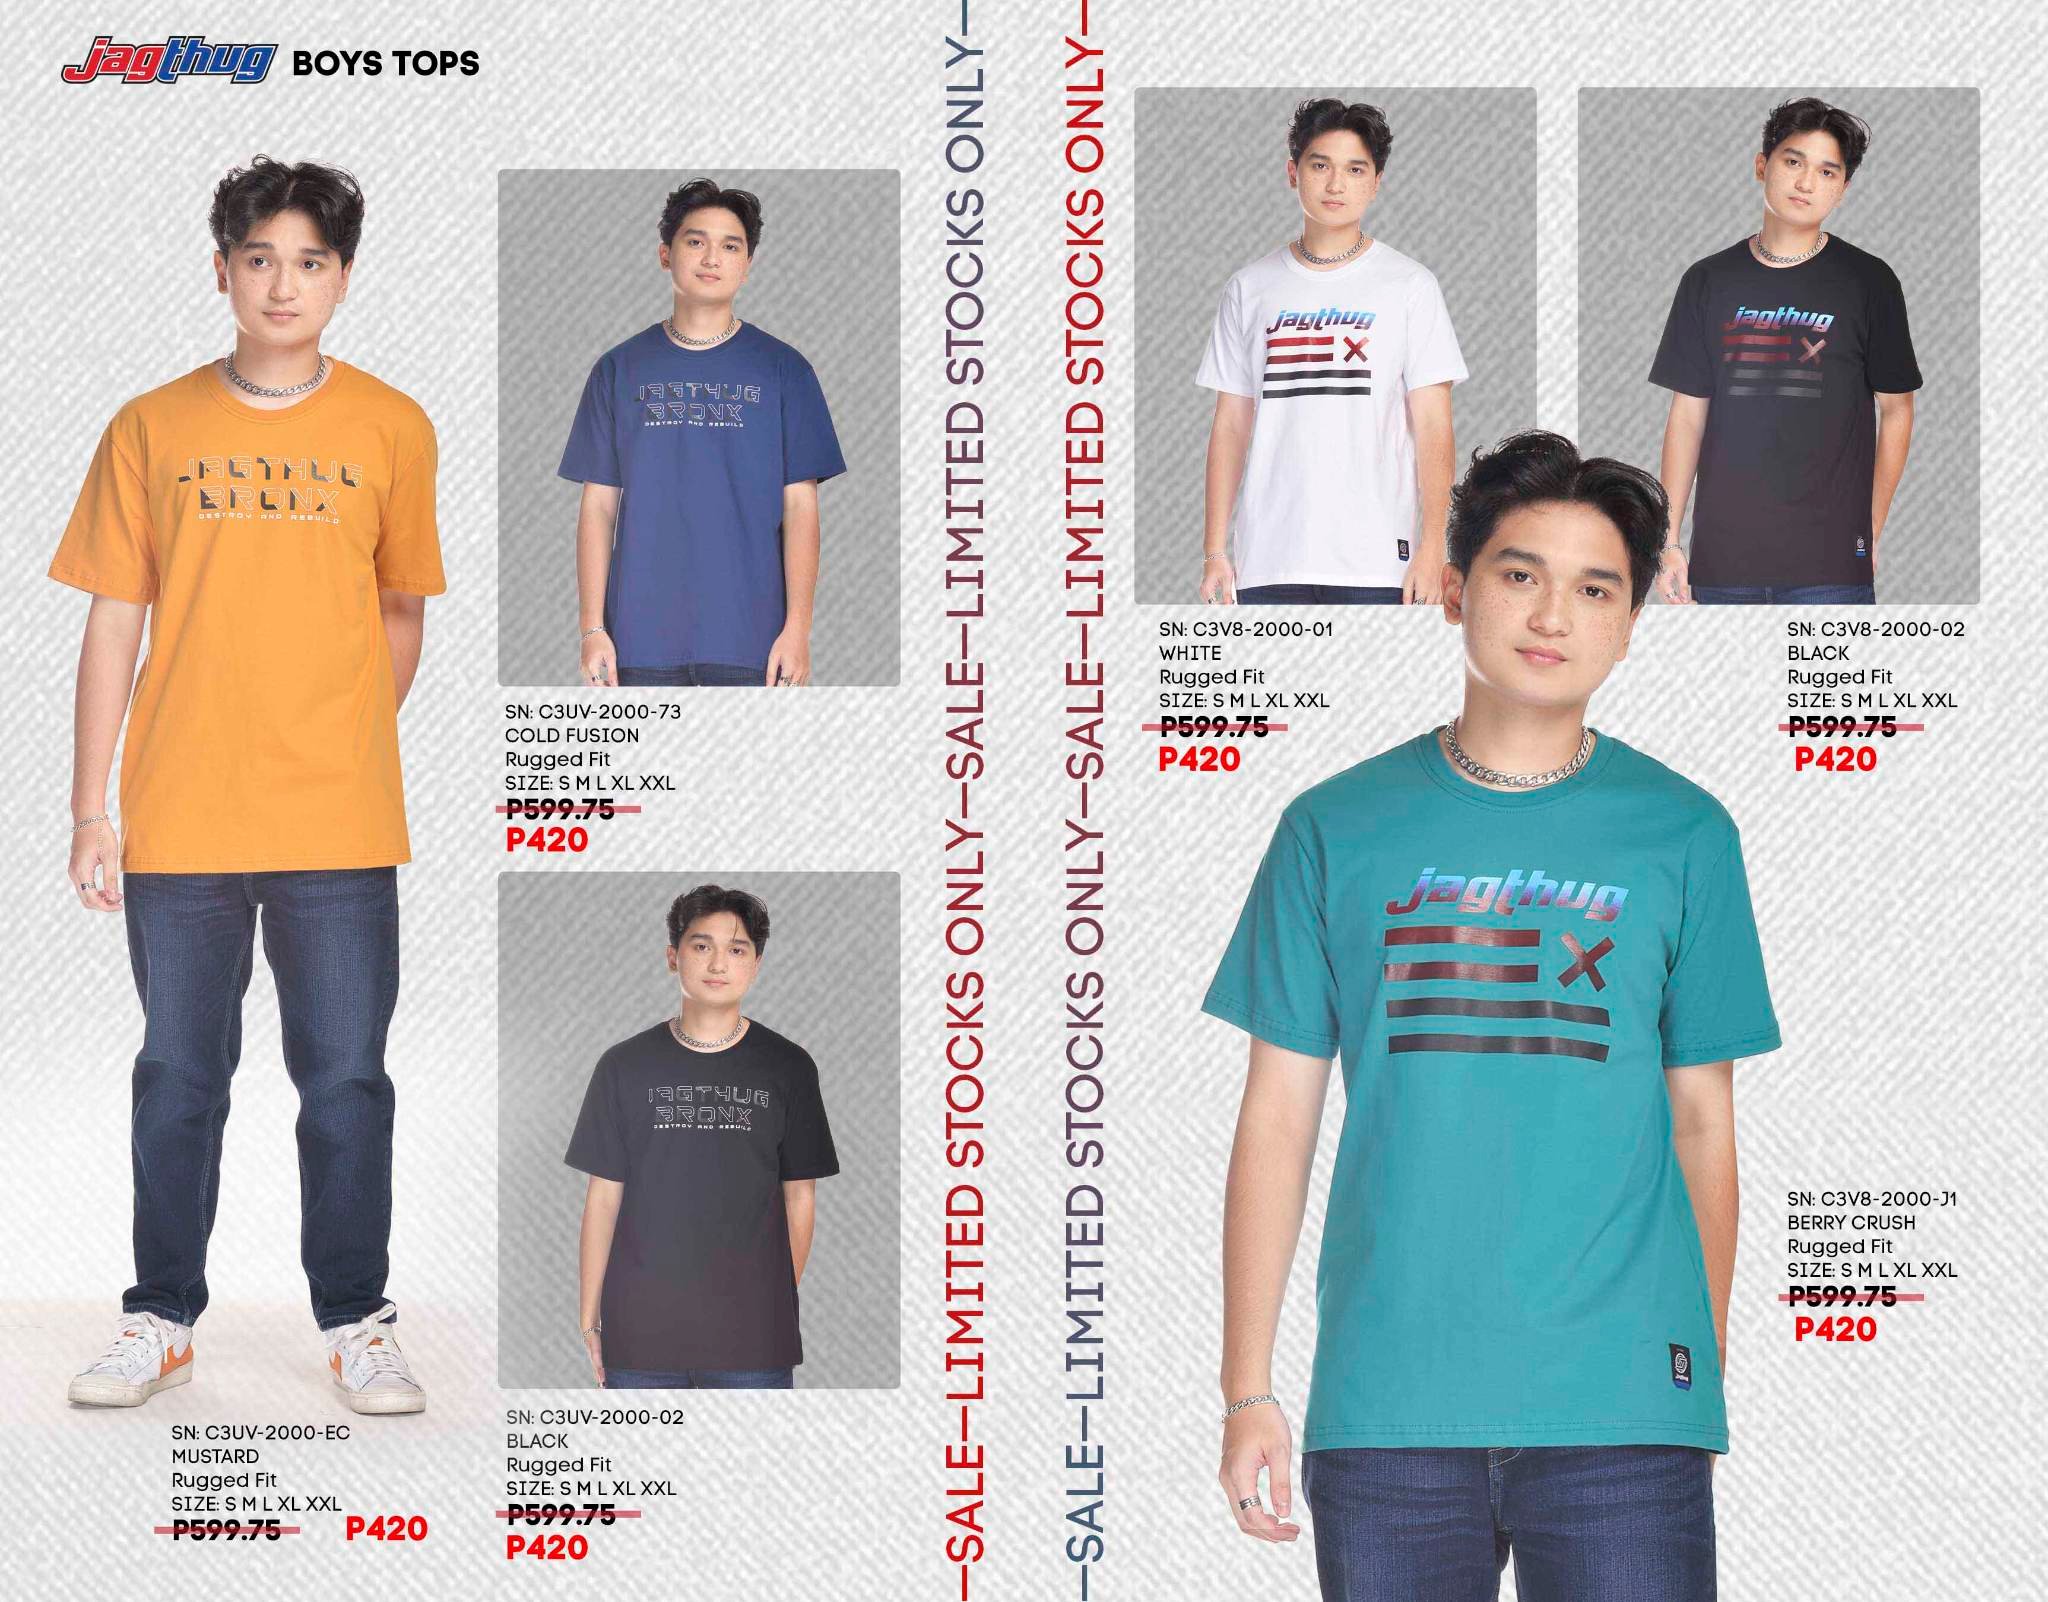 jagthug BOYS TOPS
JAGTHUG
BRONX
DESTROY AND REBUILD
SN: C3UV-2000-EC
MUSTARD
Rugged Fit
SIZE: S M L XL XXL
P599.75 P420
JAGTHUG
BRONX
DESTROY AND REBUILD
SN: C3UV-2000-73
COLD FUSION
Rugged Fit
SIZE: S M L XL XXL
P599.75
P420
JAGTHUG
BRONX
DESTROY AND REBUILD
SN: C3UV-2000-02
BLACK
Rugged Fit
SIZE: S M L XL XXL
P599.75
P420
—SALE—LIMITED STOCKS ONLY—SALE—LIMITED STOCKS ONLY—
—SALE—LIMITED STOCKS ONLY—SALE—LIMITED STOCKS ONLY—
jagthug
SN: C3V8-2000-01
WHITE
Rugged Fit
SIZE: S M L XL XXL
P599.75
P420
jagthug
SN: C3V8-2000-02
BLACK
Rugged Fit
SIZE: S M L XL XXL
P599.75
P420
jagthug
SN: C3V8-2000-J1
BERRY CRUSH
Rugged Fit
SIZE: S M L XL XXL
P599.75
P420